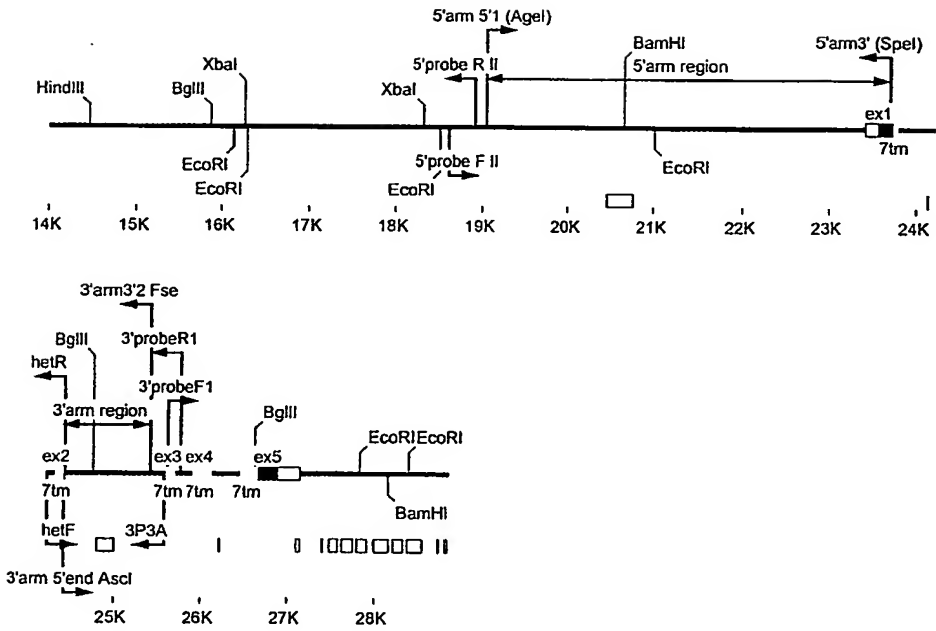 5'arm 5'1 (AgeI)
BamHI
5'arm3' (SpeI)
XbaI
5'probe R II
5'arm region
HindIII
BglII
XbaI
ex1
7tm
EcoRI
5'probe F II
EcoRI
EcoRI
EcoRI
14K 15K 16K 17K 18K 19K 20K 21K 22K 23K 24K
3'arm3'2 Fse
BglII
3'probeR1
hetR
3'probeF1
3'arm region
BglII
EcoRI EcoRI
ex2 ex3 ex4 ex5
7tm 7tm 7tm 7tm
BamHI
hetF 3P3A
3'arm 5'end AscI
25K 26K 27K 28K